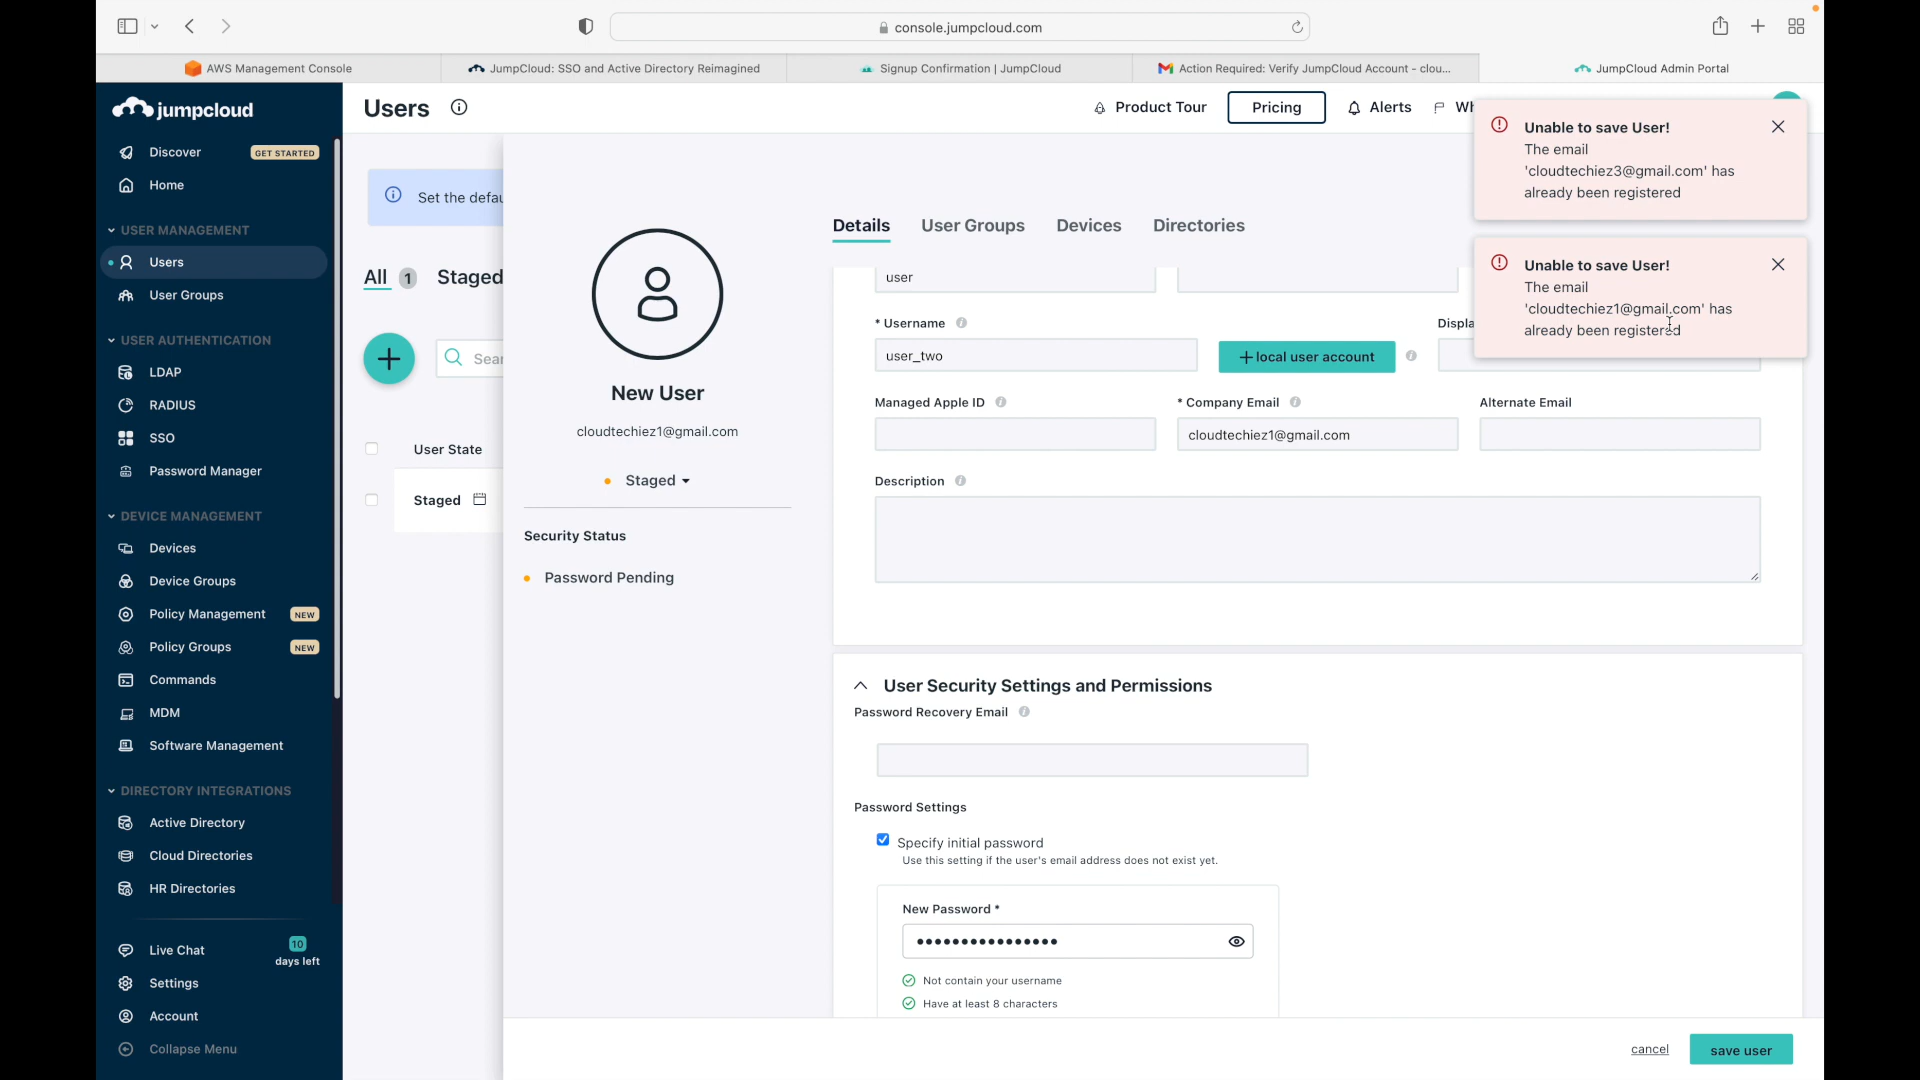 console.jumpcloud.com
AWS Management Console
JumpCloud: SSO and Active Directory Reimagined
Signup Confirmation | JumpCloud
Action Required: Verify JumpCloud Account - clou...
JumpCloud Admin Portal
jumpcloud
Discover
GET STARTED
Home
USER MANAGEMENT
Users
User Groups
USER AUTHENTICATION
LDAP
RADIUS
SSO
Password Manager
DEVICE MANAGEMENT
Devices
Device Groups
Policy Management
NEW
Policy Groups
NEW
Commands
MDM
Software Management
DIRECTORY INTEGRATIONS
Active Directory
Cloud Directories
HR Directories
Live Chat
10
days left
Settings
Account
Collapse Menu
Users
Product Tour
Pricing
Alerts
Wh
Set the defau
All 1 Staged
Sear
User State
Staged
New User
cloudtechiez1@gmail.com
Staged
Security Status
Password Pending
Details
User Groups
Devices
Directories
user
* Username
user_two
+ local user account
Displa
Managed Apple ID
* Company Email
cloudtechiez1@gmail.com
Alternate Email
Description
User Security Settings and Permissions
Password Recovery Email
Password Settings
Specify initial password
Use this setting if the user's email address does not exist yet.
New Password *
••••••••••••••••
Not contain your username
Have at least 8 characters
cancel
save user
Unable to save User!
The email
'cloudtechiez3@gmail.com' has
already been registered
Unable to save User!
The email
'cloudtechiez1@gmail.com' has
already been registered